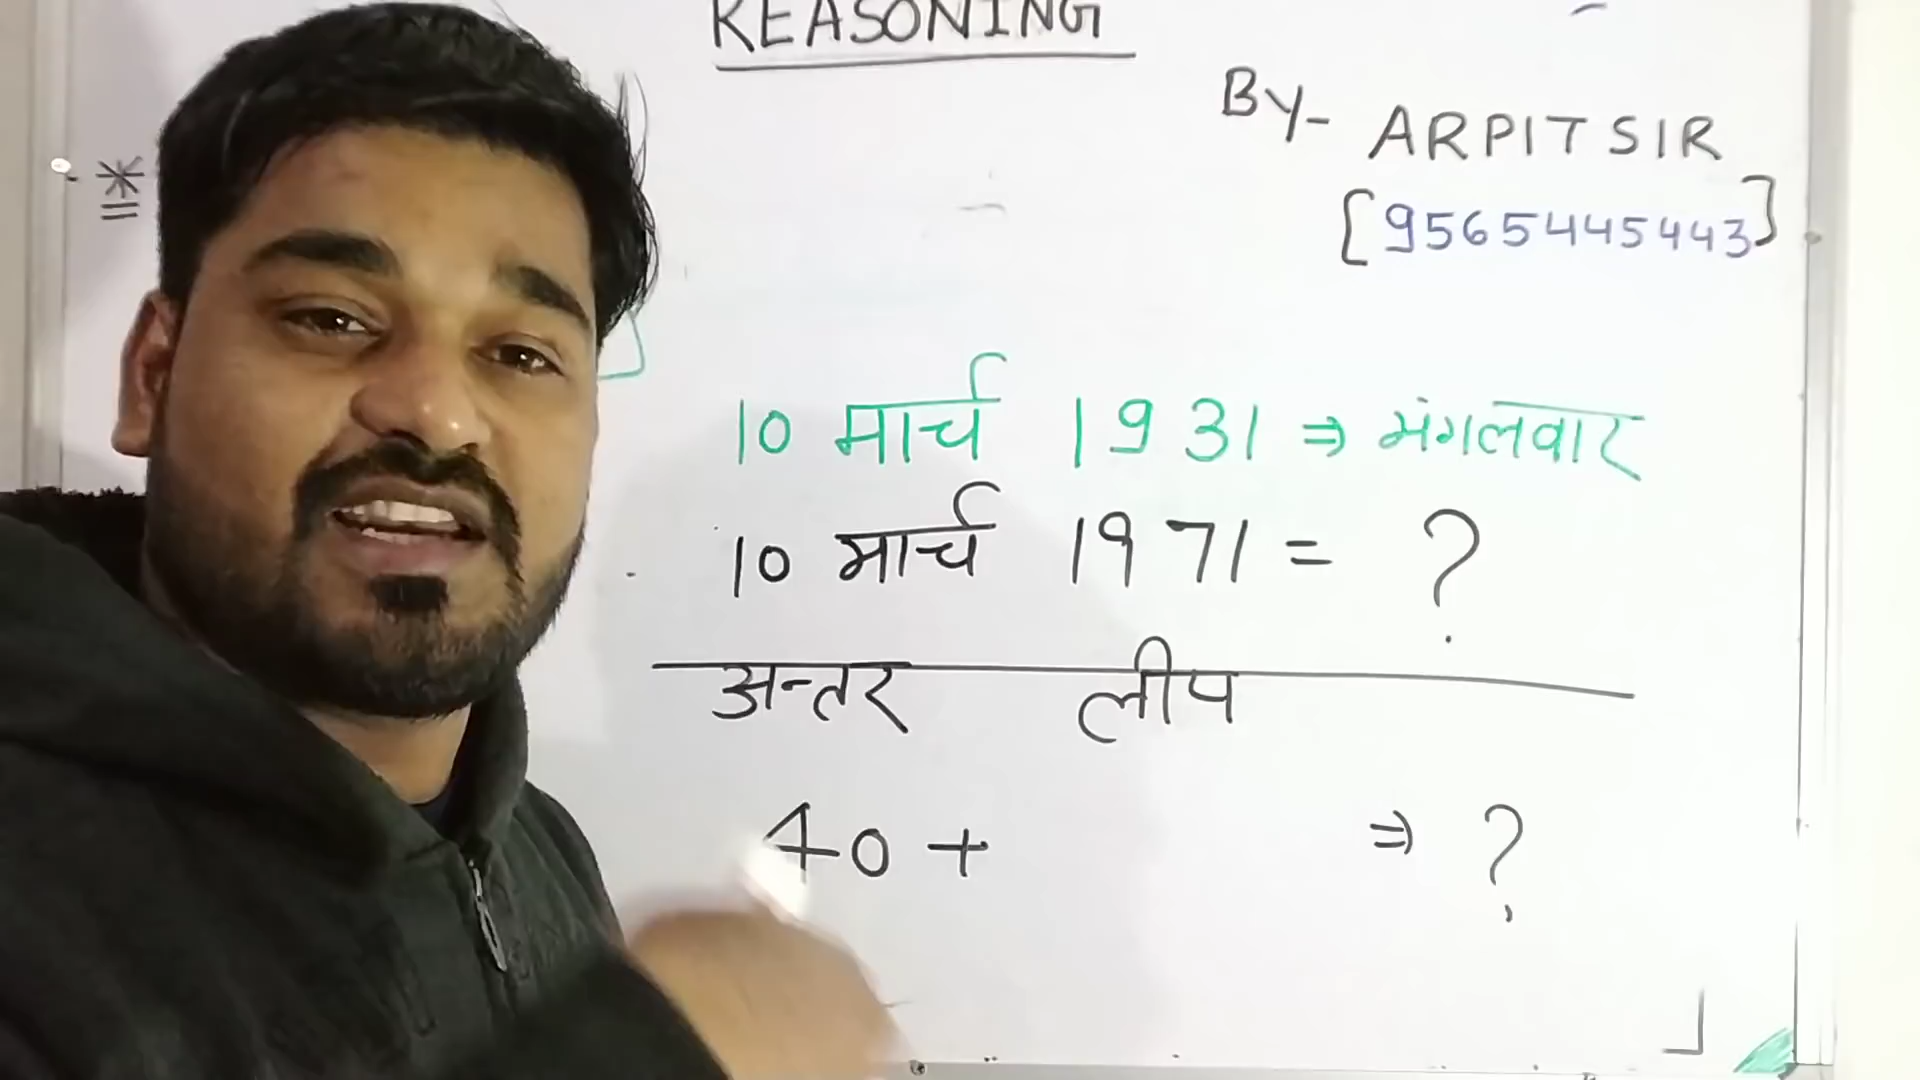 REASONING
BY- ARPIT SIR
[9565445443]
10 मार्च 1931 ⇒ मंगलवार
10 मार्च 1971 = ?
अन्तर लीप
40 + ⇒ ?